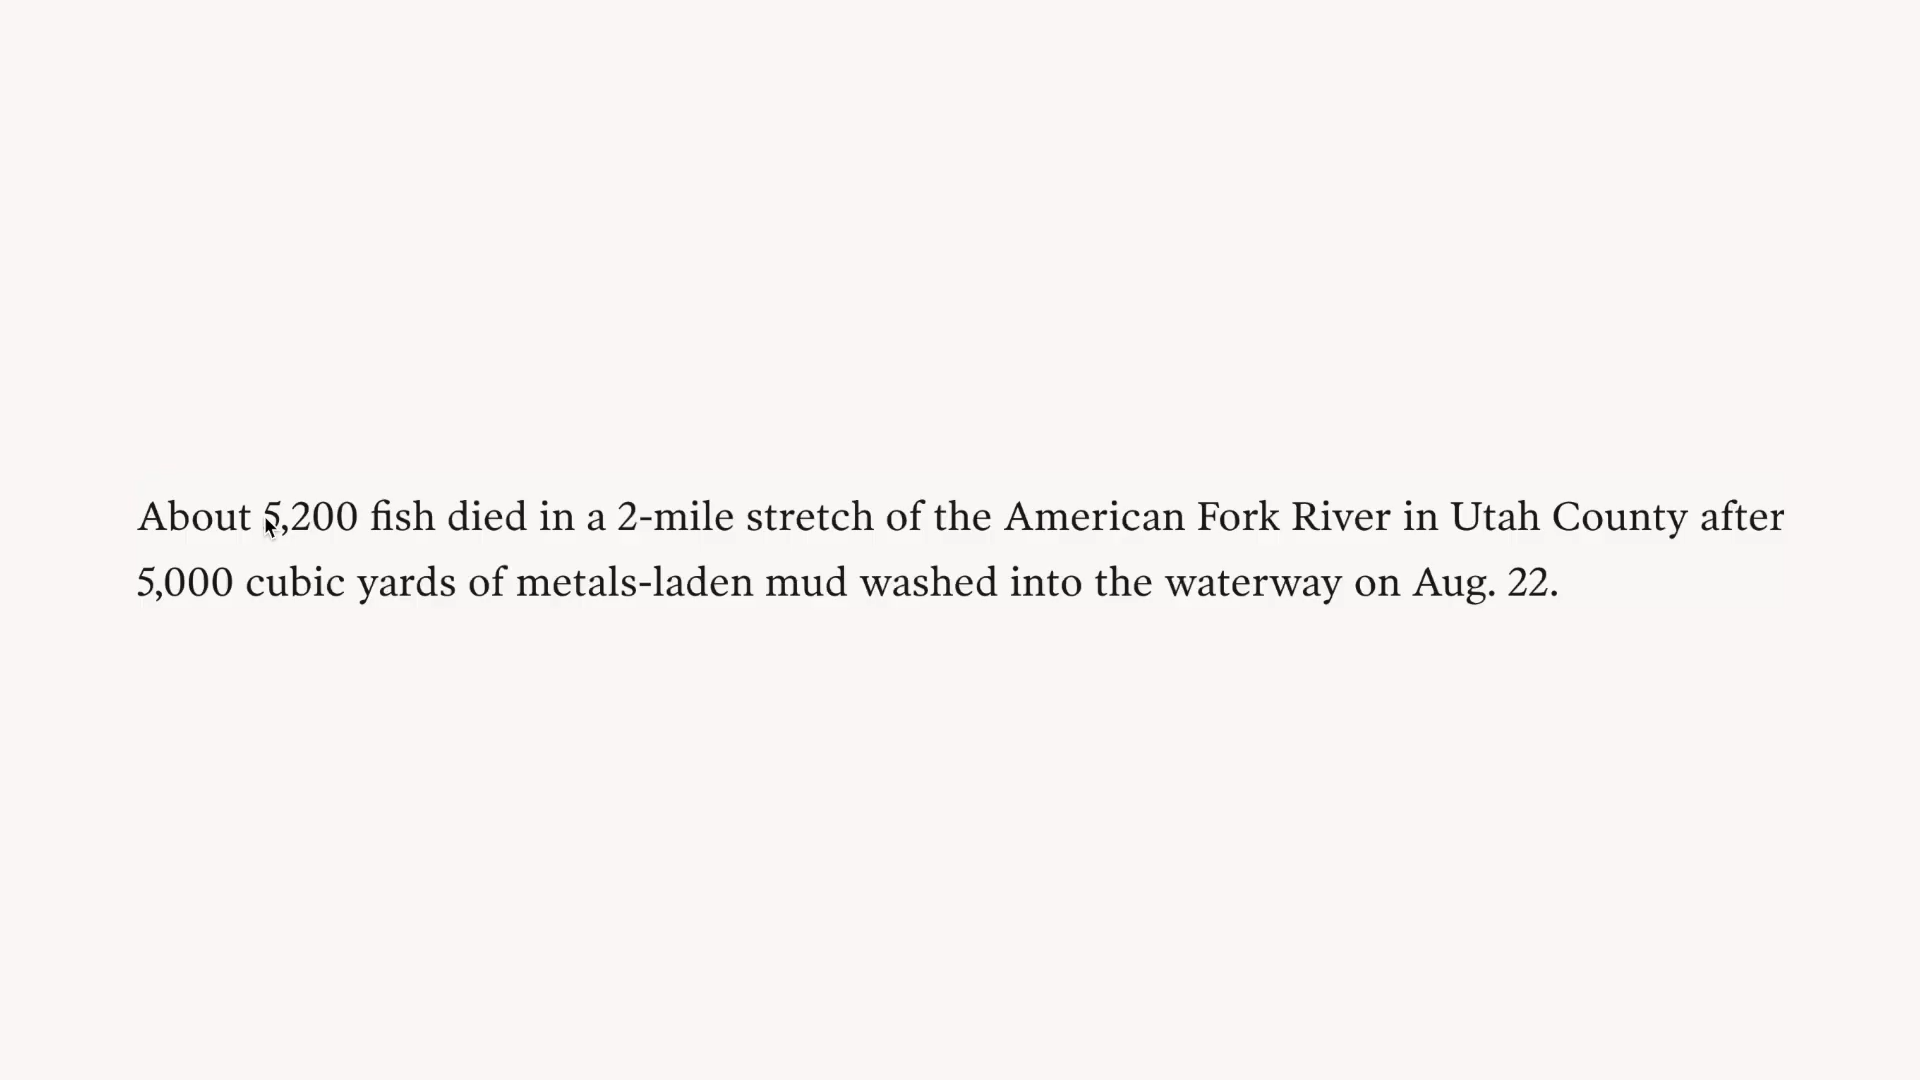 About 5,200 fish died in a 2-mile stretch of the American Fork River in Utah County after
5,000 cubic yards of metals-laden mud washed into the waterway on Aug. 22.